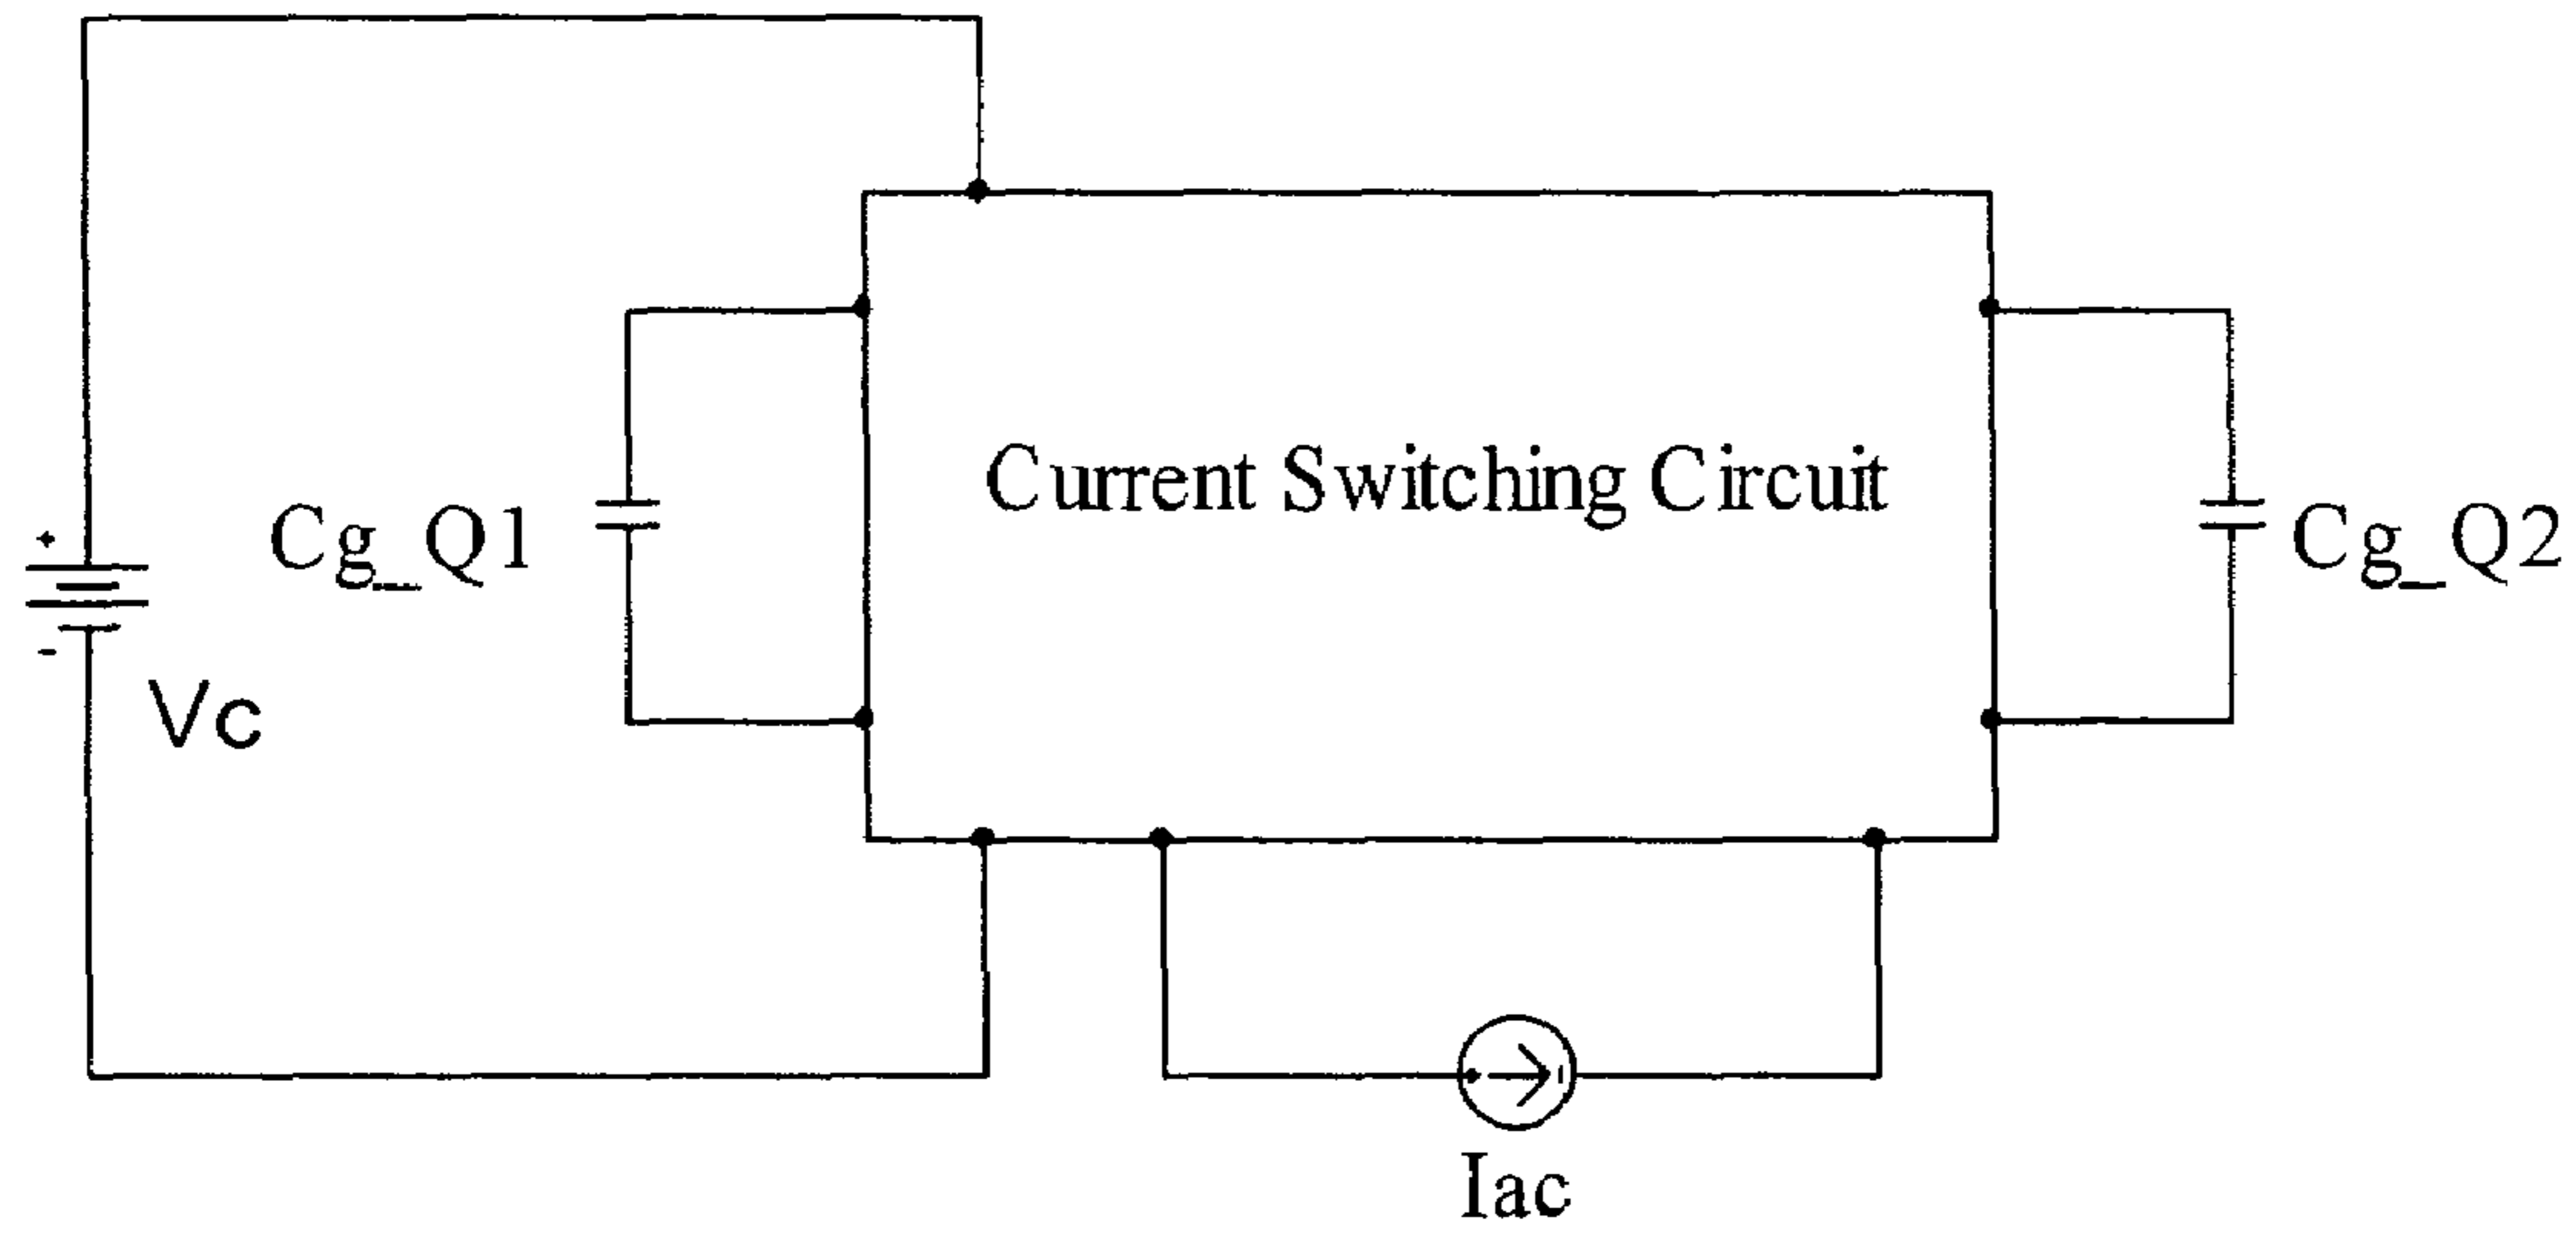 Current Switching Circuit
Cg_Q1
Cg_Q2
+
-
Vc
Iac